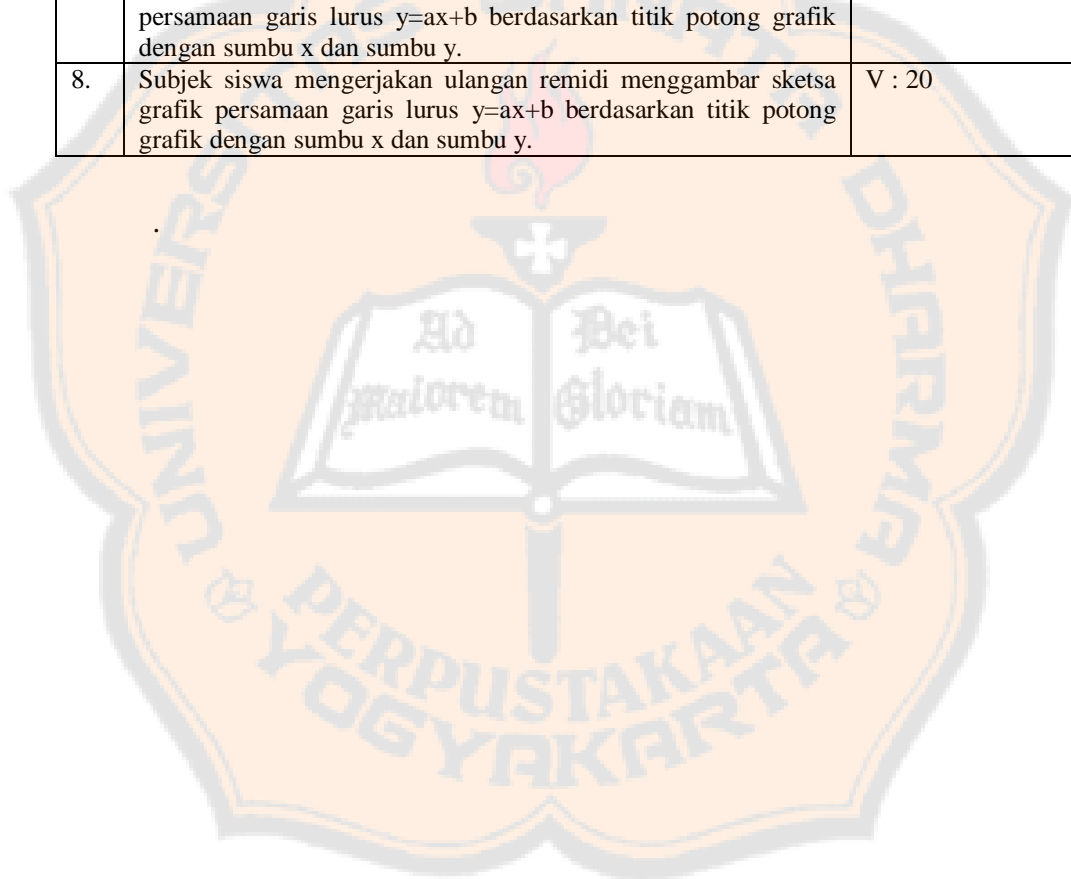 persamaan garis lurus y=ax+b berdasarkan titik potong grafik
dengan sumbu x dan sumbu y.
8. Subjek siswa mengerjakan ulangan remidi menggambar sketsa V : 20
grafik persamaan garis lurus y=ax+b berdasarkan titik potong
grafik dengan sumbu x dan sumbu y.
.
UNIVERSITAS SANATA DHARMA
Ad Dei
Maiorem Gloriam
PERPUSTAKAAN
YOGYAKARTA